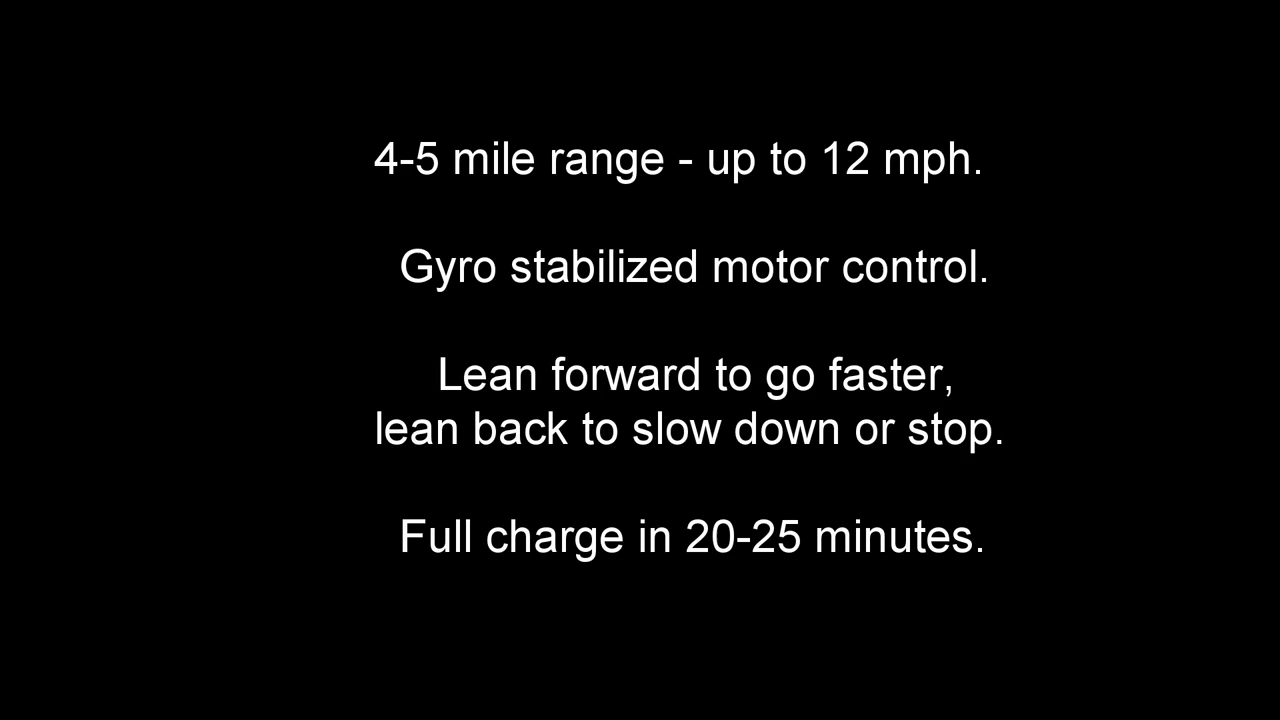 4-5 mile range - up to 12 mph.
Gyro stabilized motor control.
Lean forward to go faster,
lean back to slow down or stop.
Full charge in 20-25 minutes.